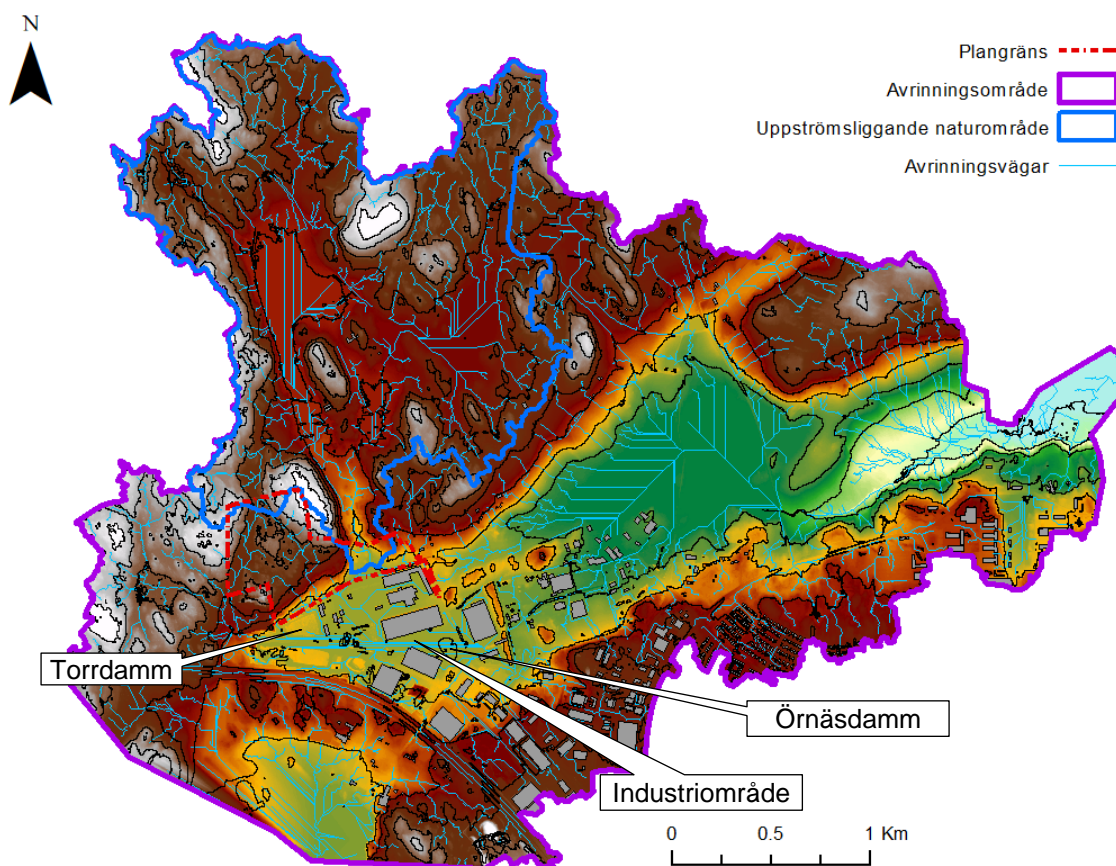 N
Plangräns
Avrinningsområde
Uppströmsliggande naturområde
Avrinningsvägar
Torrdamm
Örnäsdamm
Industriområde
0 0.5 1 Km